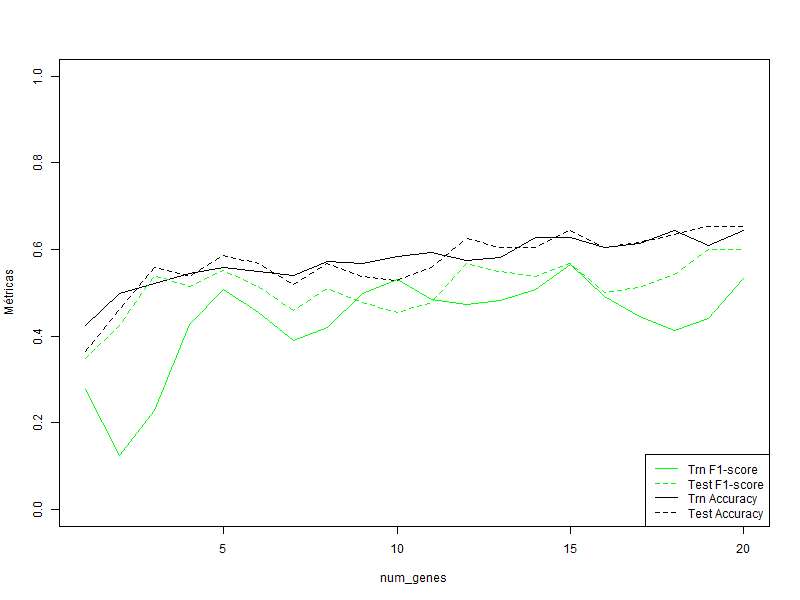 1.0
0.8
0.6
0.4
0.2
0.0
Métricas
5 10 15 20
num_genes
Trn F1-score
Test F1-score
Trn Accuracy
Test Accuracy